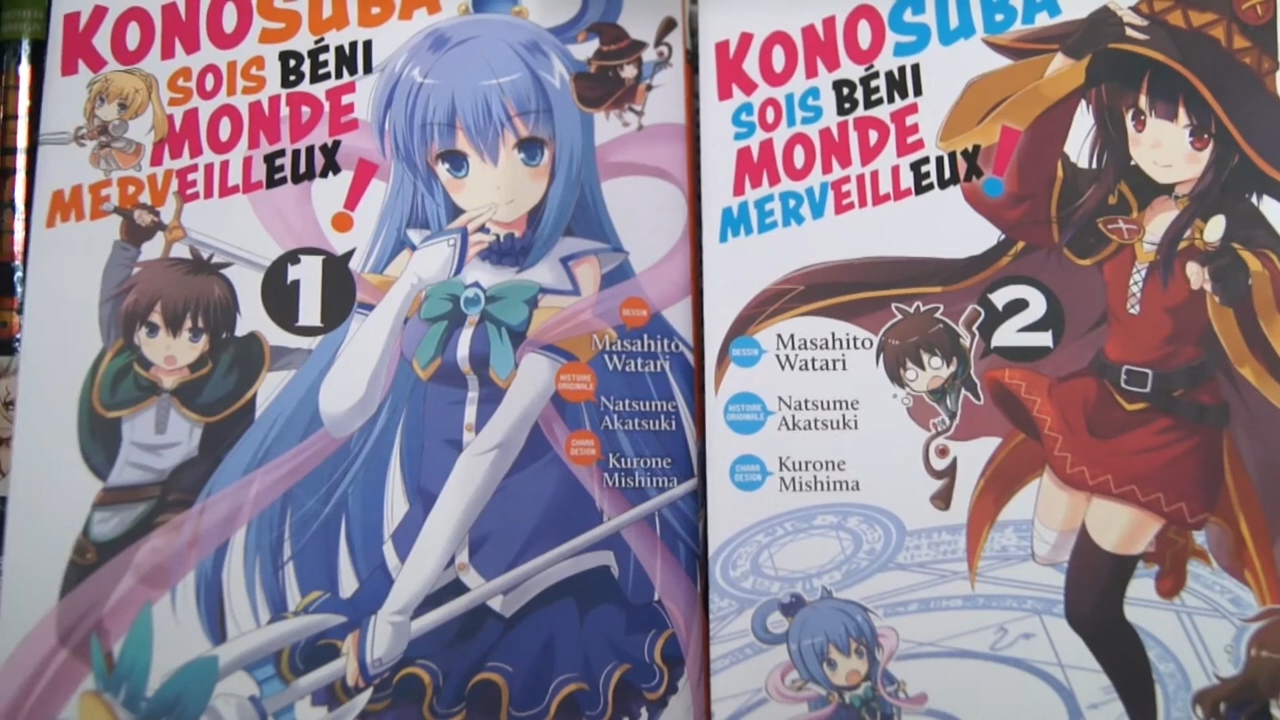 KONOSUBA
SOIS BÉNI
MONDE
MERVEILLEUX!
1
DESSIN
Masahito
Watari
HISTOIRE
ORIGINALE
Natsume
Akatsuki
CHARA
DESIGN
Kurone
Mishima
KONOSUBA
SOIS BÉNI
MONDE
MERVEILLEUX!
2
DESSIN
Masahito
Watari
HISTOIRE
ORIGINALE
Natsume
Akatsuki
CHARA
DESIGN
Kurone
Mishima